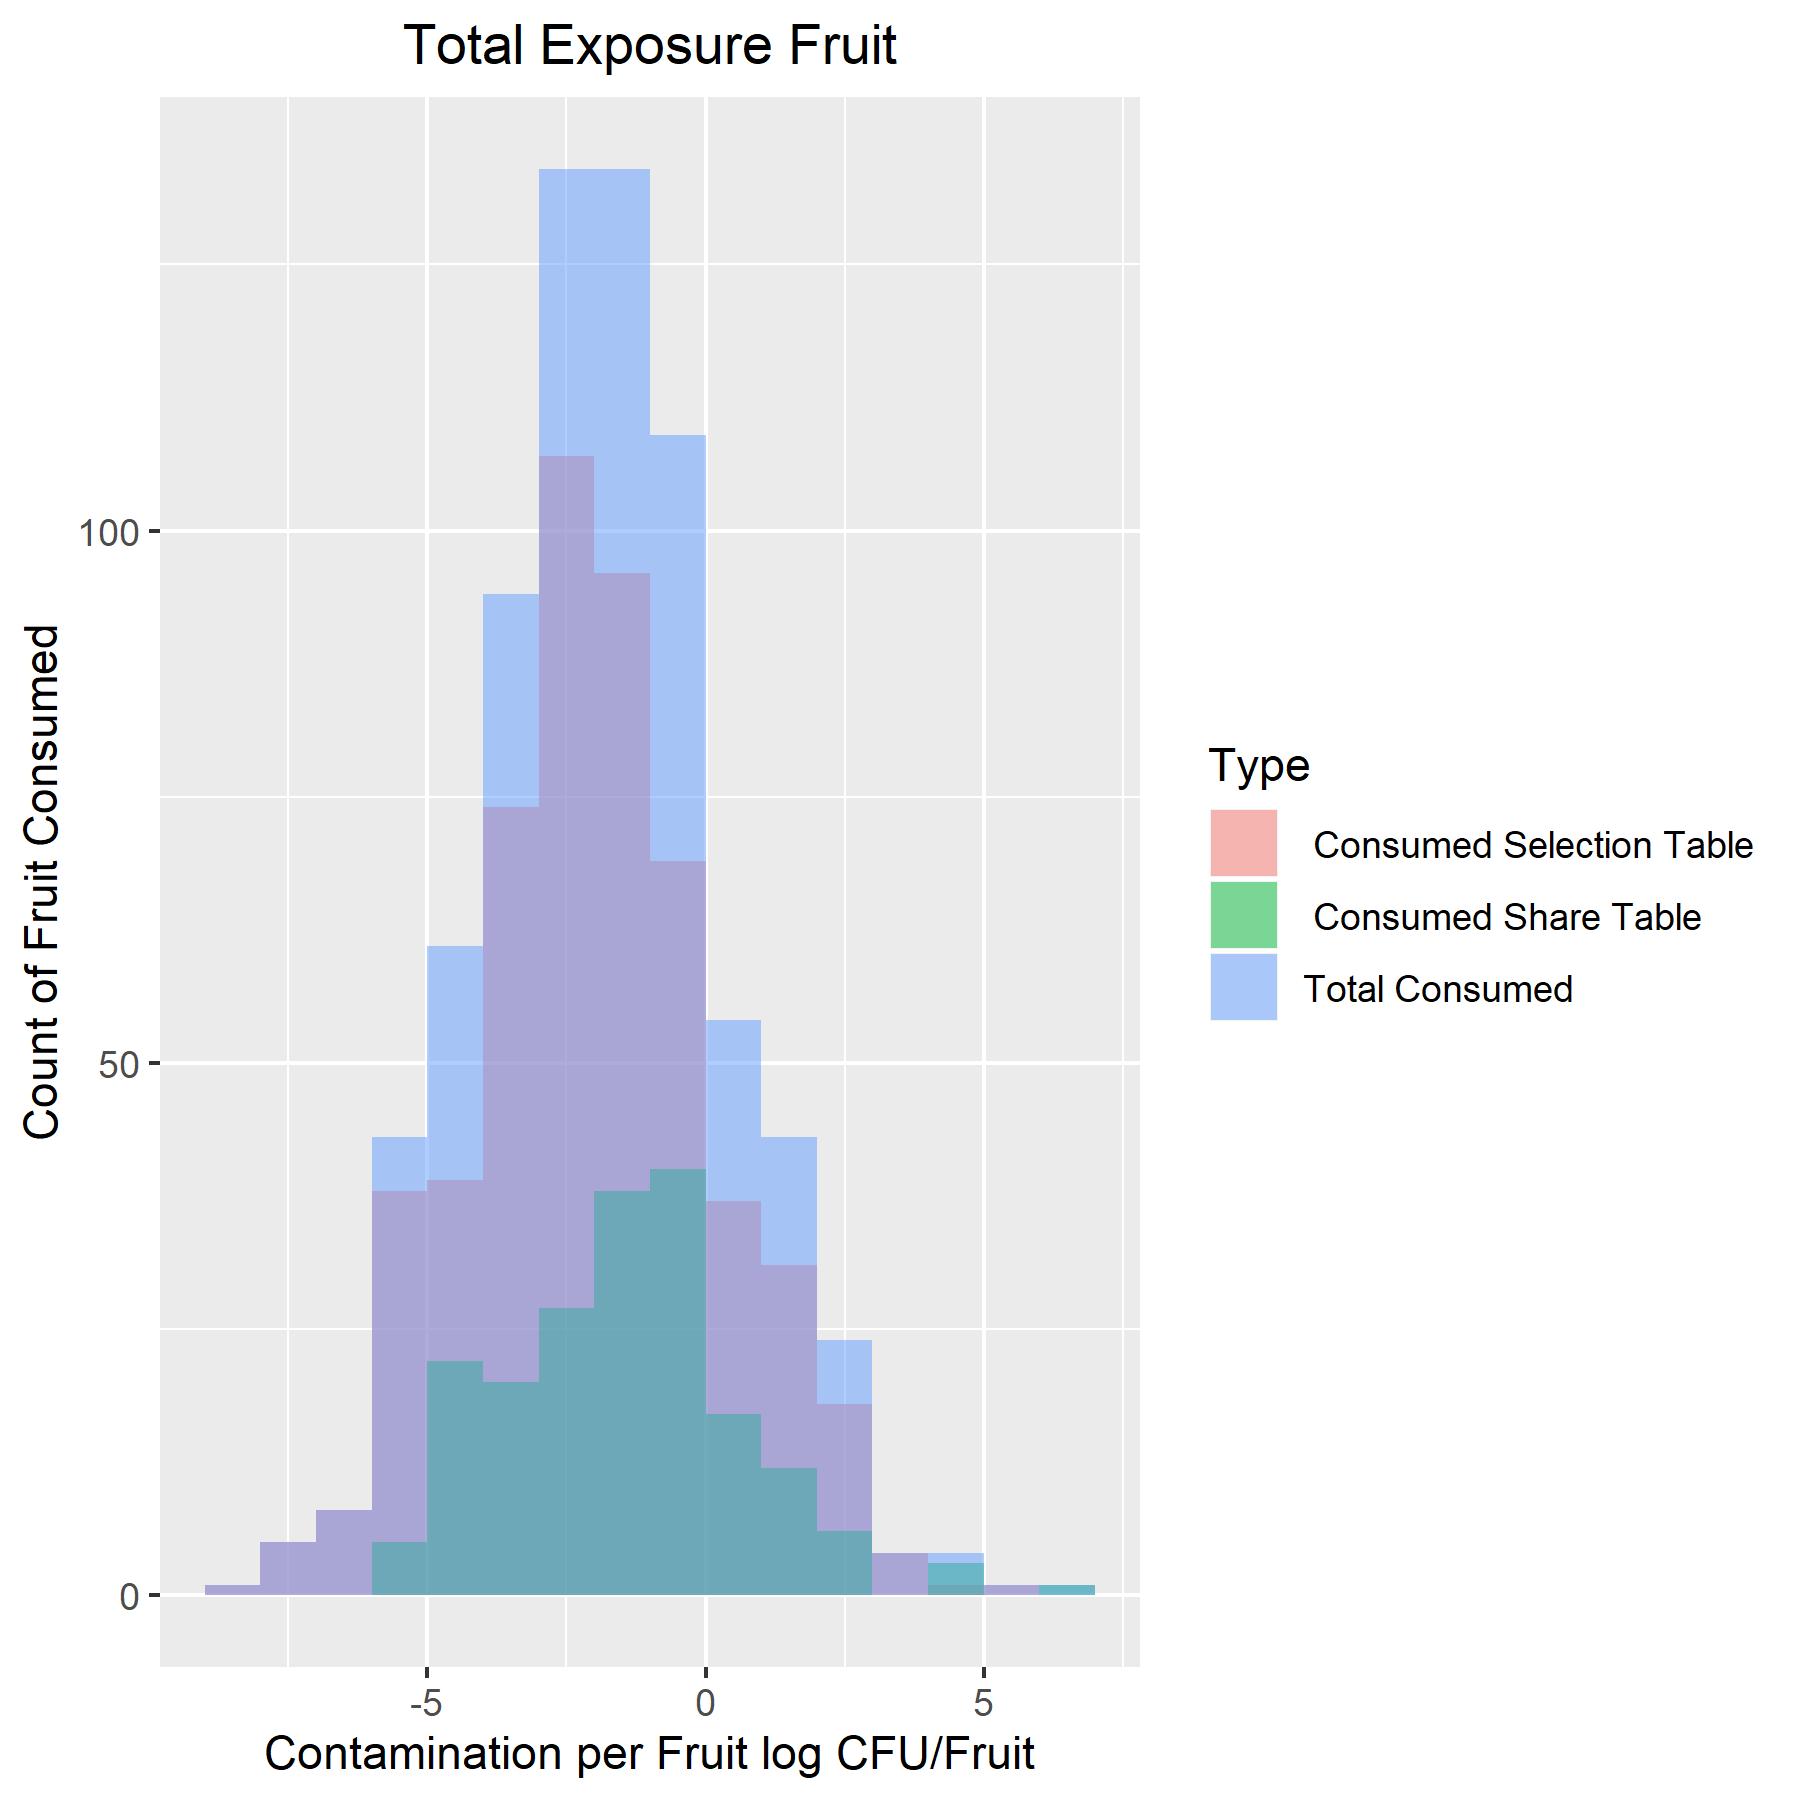 Total Exposure Fruit
Count of Fruit Consumed
100
50
0
-5 0 5
Contamination per Fruit log CFU/Fruit
Type
Consumed Selection Table
Consumed Share Table
Total Consumed